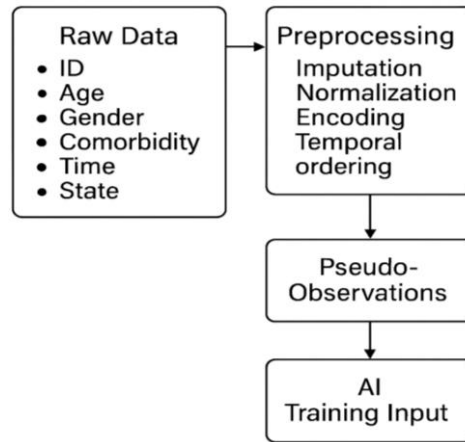 Raw Data
• ID
• Age
• Gender
• Comorbidity
• Time
• State
Preprocessing
Imputation
Normalization
Encoding
Temporal
ordering
Pseudo-
Observations
AI
Training Input